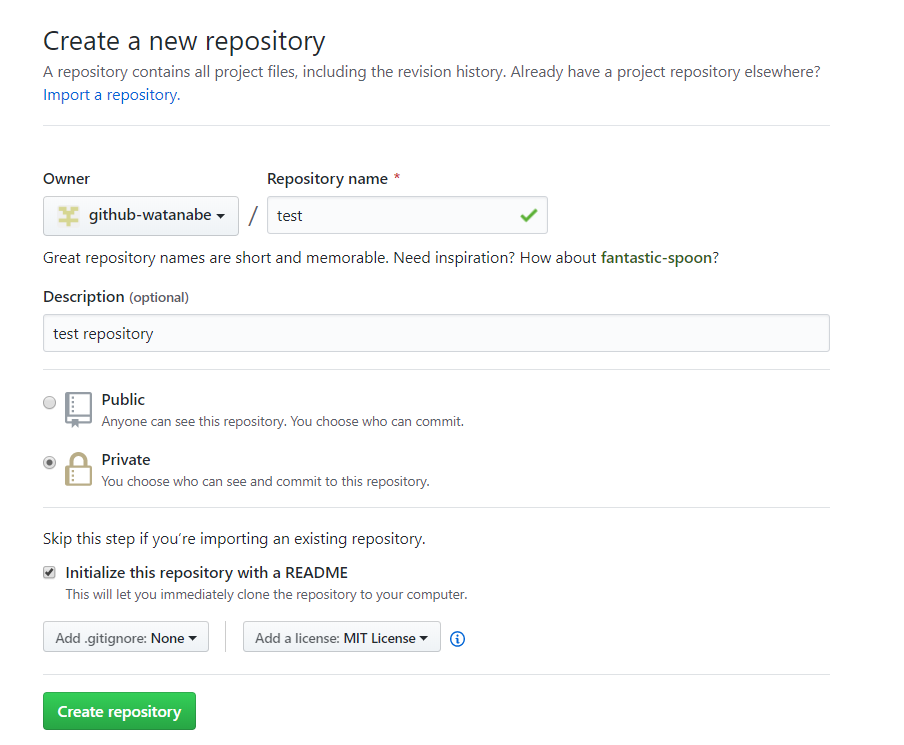 Create a new repository
A repository contains all project files, including the revision history. Already have a project repository elsewhere?
Import a repository.
Owner
Repository name *
github-watanabe
/
test
Great repository names are short and memorable. Need inspiration? How about fantastic-spoon?
Description (optional)
test repository
Public
Anyone can see this repository. You choose who can commit.
Private
You choose who can see and commit to this repository.
Skip this step if you’re importing an existing repository.
Initialize this repository with a README
This will let you immediately clone the repository to your computer.
Add .gitignore: None
Add a license: MIT License
Create repository